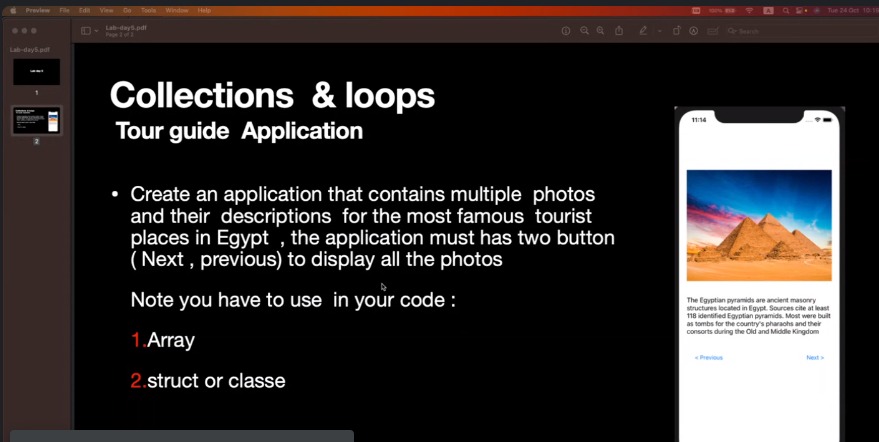 Preview File Edit View Go Tools Window Help
100%
Tue 24 Oct 10:16
Lab-day5.pdf
Page 2 of 2
Search
Lab-day5.pdf
1
2
Collections & loops
Tour guide Application
• Create an application that contains multiple photos
and their descriptions for the most famous tourist
places in Egypt , the application must has two button
( Next , previous) to display all the photos
Note you have to use in your code :
1.Array
2.struct or classe
11:14
The Egyptian pyramids are ancient masonry
structures located in Egypt. Sources cite at least
118 identified Egyptian pyramids. Most were built
as tombs for the country's pharaohs and their
consorts during the Old and Middle Kingdom
< Previous
Next >